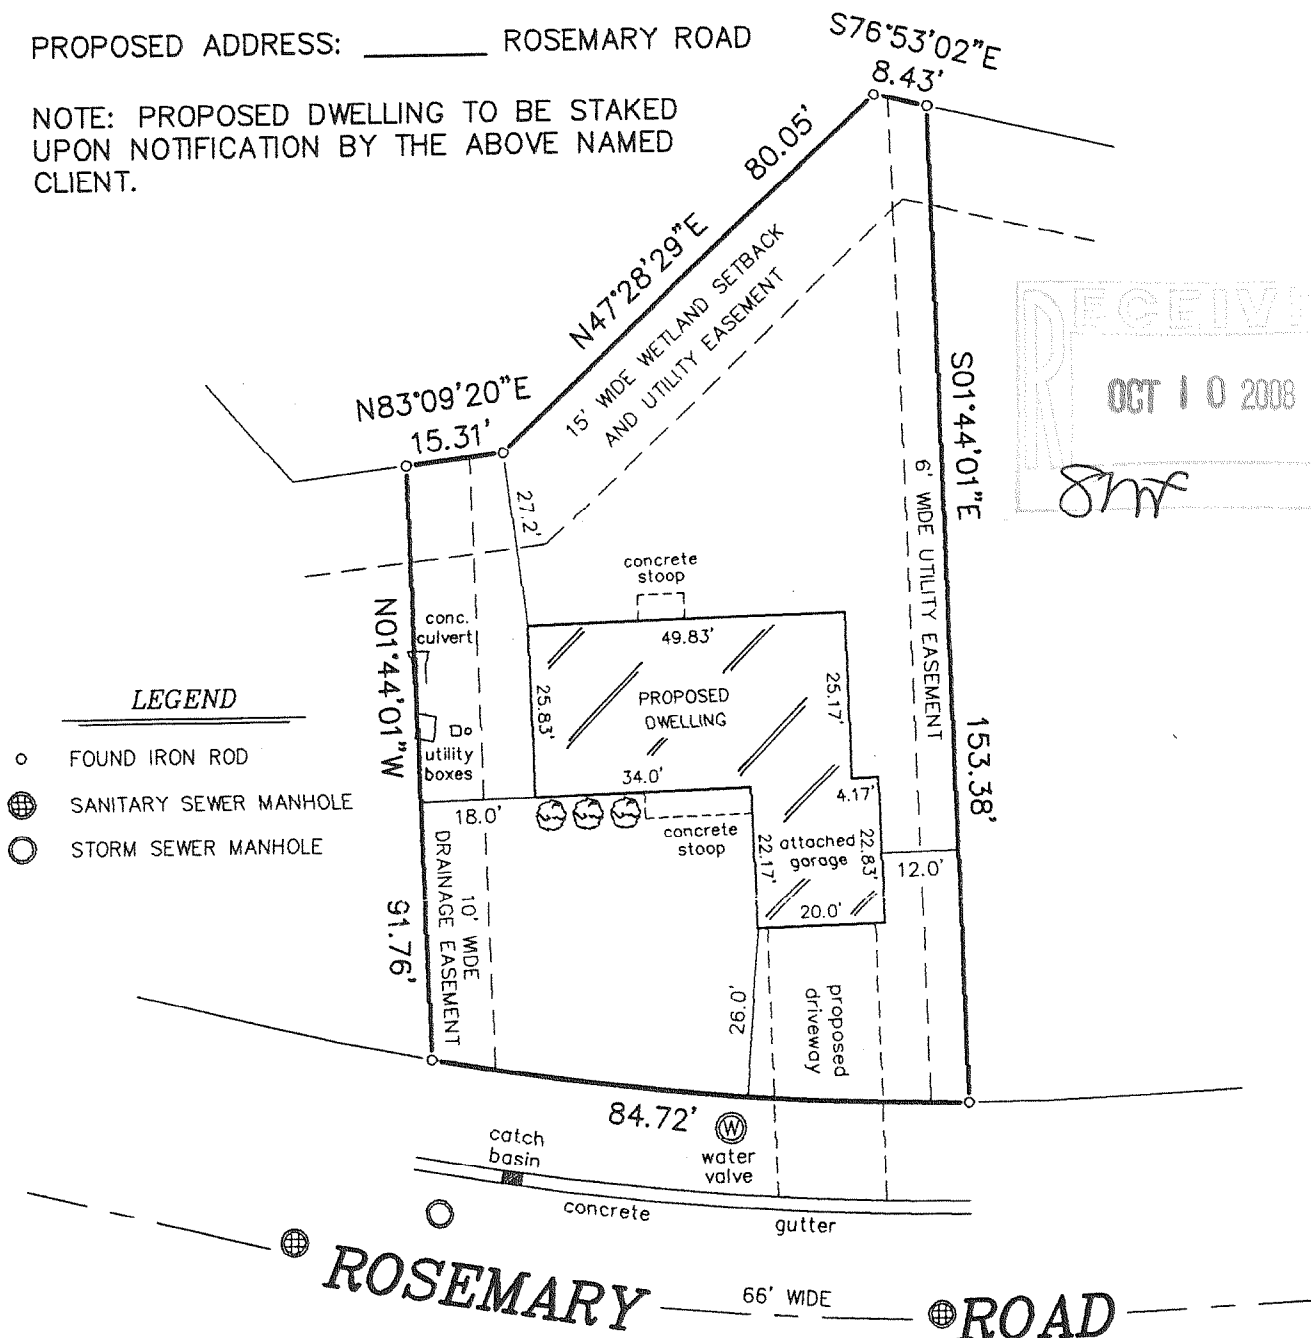 PROPOSED ADDRESS: ______ ROSEMARY ROAD
NOTE: PROPOSED DWELLING TO BE STAKED
UPON NOTIFICATION BY THE ABOVE NAMED
CLIENT.
S76°53'02"E
8.43'
80.05'
N47°28'29"E
15' WIDE WETLAND SETBACK
AND UTILITY EASEMENT
N83°09'20"E
15.31'
27.2'
S01°44'01"E
153.38'
6' WIDE UTILITY EASEMENT
OCT 10 2008
concrete
stoop
49.83'
conc.
culvert
N01°44'01"W
91.76'
25.83'
PROPOSED
DWELLING
25.17'
utility
boxes
34.0'
4.17'
18.0'
concrete
stoop
22.17'
attached
garage
22.83'
12.0'
20.0'
10' WIDE
DRAINAGE EASEMENT
26.0'
proposed
driveway
LEGEND
FOUND IRON ROD
SANITARY SEWER MANHOLE
STORM SEWER MANHOLE
84.72'
W
water
valve
catch
basin
concrete
gutter
ROSEMARY
66' WIDE
ROAD